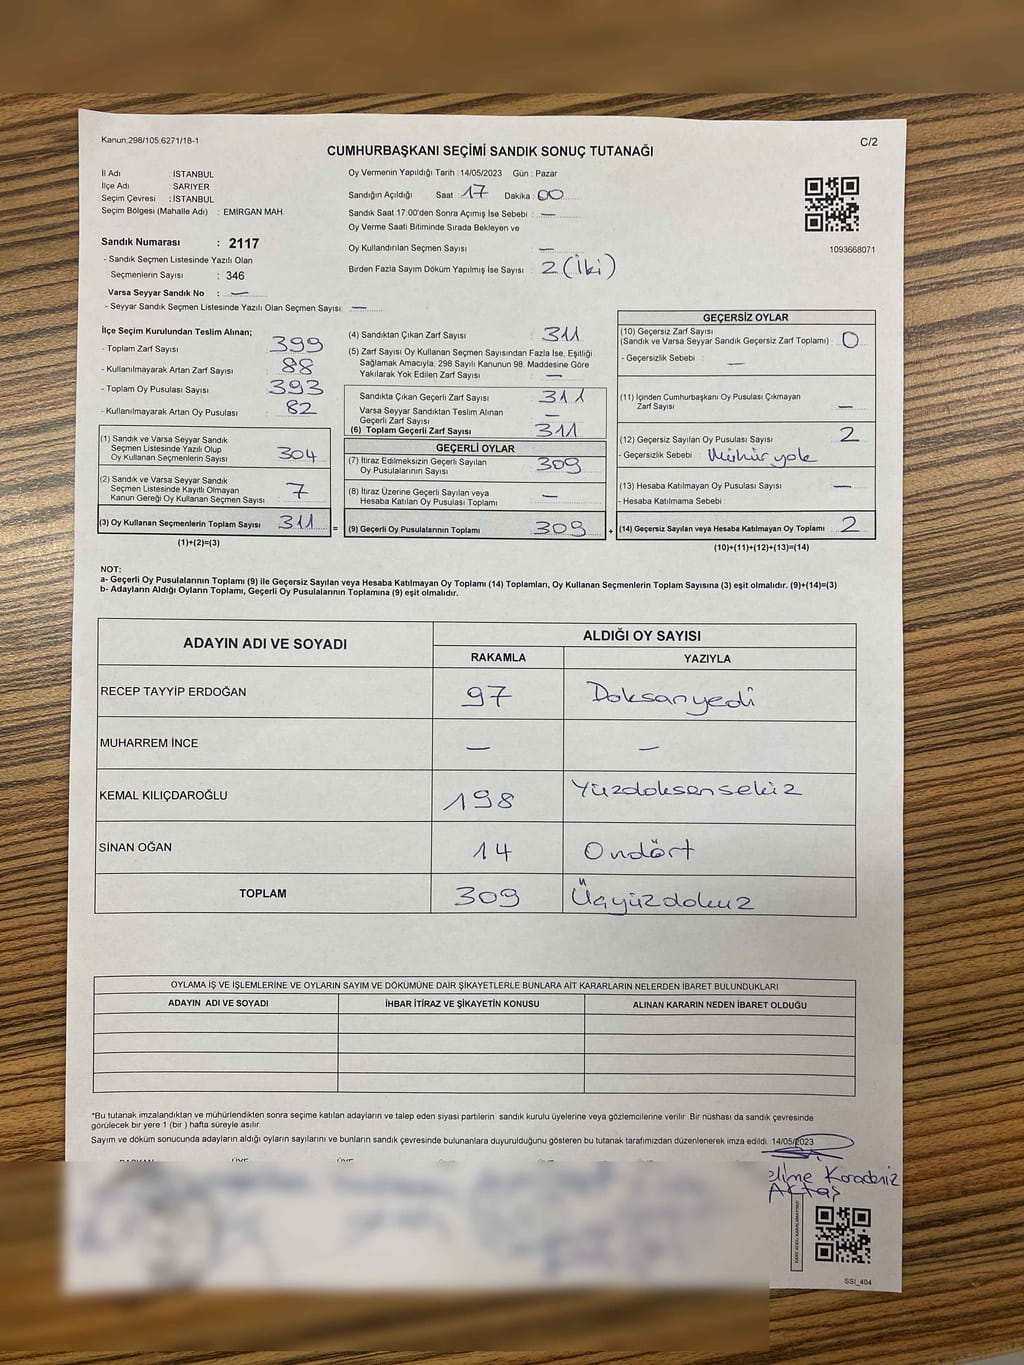 Kanun:298/105.6271/18-1
C/2
CUMHURBAŞKANI SEÇİMİ SANDIK SONUÇ TUTANAĞI
İl Adı : İSTANBUL
İlçe Adı : SARIYER
Seçim Çevresi : İSTANBUL
Seçim Bölgesi (Mahalle Adı) : EMİRGAN MAH.
Sandık Numarası : 2117
- Sandık Seçmen Listesinde Yazılı Olan
Seçmenlerin Sayısı : 346
Varsa Seyyar Sandık No : —
- Seyyar Sandık Seçmen Listesinde Yazılı Olan Seçmen Sayısı: —
Oy Vermenin Yapıldığı Tarih : 14/05/2023 Gün : Pazar
Sandığın Açıldığı Saat : 17 Dakika : 00
Sandık Saat 17:00'den Sonra Açımış İse Sebebi : —
Oy Verme Saati Bitiminde Sırada Bekleyen ve
Oy Kullandırılan Seçmen Sayısı : —
Birden Fazla Sayım Döküm Yapılmış İse Sayısı : 2 (İki)
1093668071
İlçe Seçim Kurulundan Teslim Alınan;
- Toplam Zarf Sayısı : 399
- Kullanılmayarak Artan Zarf Sayısı : 88
- Toplam Oy Pusulası Sayısı : 393
- Kullanılmayarak Artan Oy Pusulası : 82
(1) Sandık ve Varsa Seyyar Sandık
Seçmen Listesinde Yazılı Olup
Oy Kullanan Seçmenlerin Sayısı : 304
(2) Sandık ve Varsa Seyyar Sandık
Seçmen Listesinde Kayıtlı Olmayan
Kanun Gereği Oy Kullanan Seçmen Sayısı : 7
(3) Oy Kullanan Seçmenlerin Toplam Sayısı : 311
(1)+(2)=(3)
(4) Sandıktan Çıkan Zarf Sayısı : 311
(5) Zarf Sayısı Oy Kullanan Seçmen Sayısından Fazla İse, Eşitliği
Sağlamak Amacıyla; 298 Sayılı Kanunun 98. Maddesine Göre
Yakılarak Yok Edilen Zarf Sayısı : —
Sandıkta Çıkan Geçerli Zarf Sayısı : 311
Varsa Seyyar Sandıktan Teslim Alınan
Geçerli Zarf Sayısı : —
(6) Toplam Geçerli Zarf Sayısı : 311
GEÇERLİ OYLAR
(7) İtiraz Edilmeksizin Geçerli Sayılan
Oy Pusulalarının Sayısı : 309
(8) İtiraz Üzerine Geçerli Sayılan veya
Hesaba Katılan Oy Pusulası Toplamı : —
= (9) Geçerli Oy Pusulalarının Toplamı : 309
GEÇERSİZ OYLAR
(10) Geçersiz Zarf Sayısı
(Sandık ve Varsa Seyyar Sandık Geçersiz Zarf Toplamı) : 0
- Geçersizlik Sebebi : —
(11) İçinden Cumhurbaşkanı Oy Pusulası Çıkmayan
Zarf Sayısı : —
(12) Geçersiz Sayılan Oy Pusulası Sayısı : 2
- Geçersizlik Sebebi : Mühür yok
(13) Hesaba Katılmayan Oy Pusulası Sayısı : —
- Hesaba Katılmama Sebebi :
+ (14) Geçersiz Sayılan veya Hesaba Katılmayan Oy Toplamı : 2
(10)+(11)+(12)+(13)=(14)
NOT:
a- Geçerli Oy Pusulalarının Toplamı (9) ile Geçersiz Sayılan veya Hesaba Katılmayan Oy Toplamı (14) Toplamları, Oy Kullanan Seçmenlerin Toplam Sayısına (3) eşit olmalıdır. (9)+(14)=(3)
b- Adayların Aldığı Oyların Toplamı, Geçerli Oy Pusulalarının Toplamına (9) eşit olmalıdır.
ADAYIN ADI VE SOYADI
ALDIĞI OY SAYISI
RAKAMLA YAZIYLA
RECEP TAYYİP ERDOĞAN 97 Doksanyedi
MUHARREM İNCE — —
KEMAL KILIÇDAROĞLU 198 Yüzdoksensekiz
SİNAN OĞAN 14 Ondört
TOPLAM 309 Üçyüzdokuz
OYLAMA İŞ VE İŞLEMLERİNE VE OYLARIN SAYIM VE DÖKÜMÜNE DAİR ŞİKAYETLERLE BUNLARA AİT KARARLARIN NELERDEN İBARET BULUNDUKLARI
ADAYIN ADI VE SOYADI İHBAR İTİRAZ VE ŞİKAYETİN KONUSU ALINAN KARARIN NEDEN İBARET OLDUĞU
*Bu tutanak imzalandıktan ve mühürlendikten sonra seçime katılan adayların ve talep eden siyasi partilerin sandık kurulu üyelerine veya gözlemcilerine verilir. Bir nüshası da sandık çevresinde
görülecek bir yere 1 (bir ) hafta süreyle asılır.
Sayım ve döküm sonucunda adayların aldığı oyların sayılarını ve bunların sandık çevresinde bulunanlara duyurulduğunu gösteren bu tutanak tarafımızdan düzenlenerek imza edildi. 14/05/2023
Karadeniz
Aktaş
SSI_404